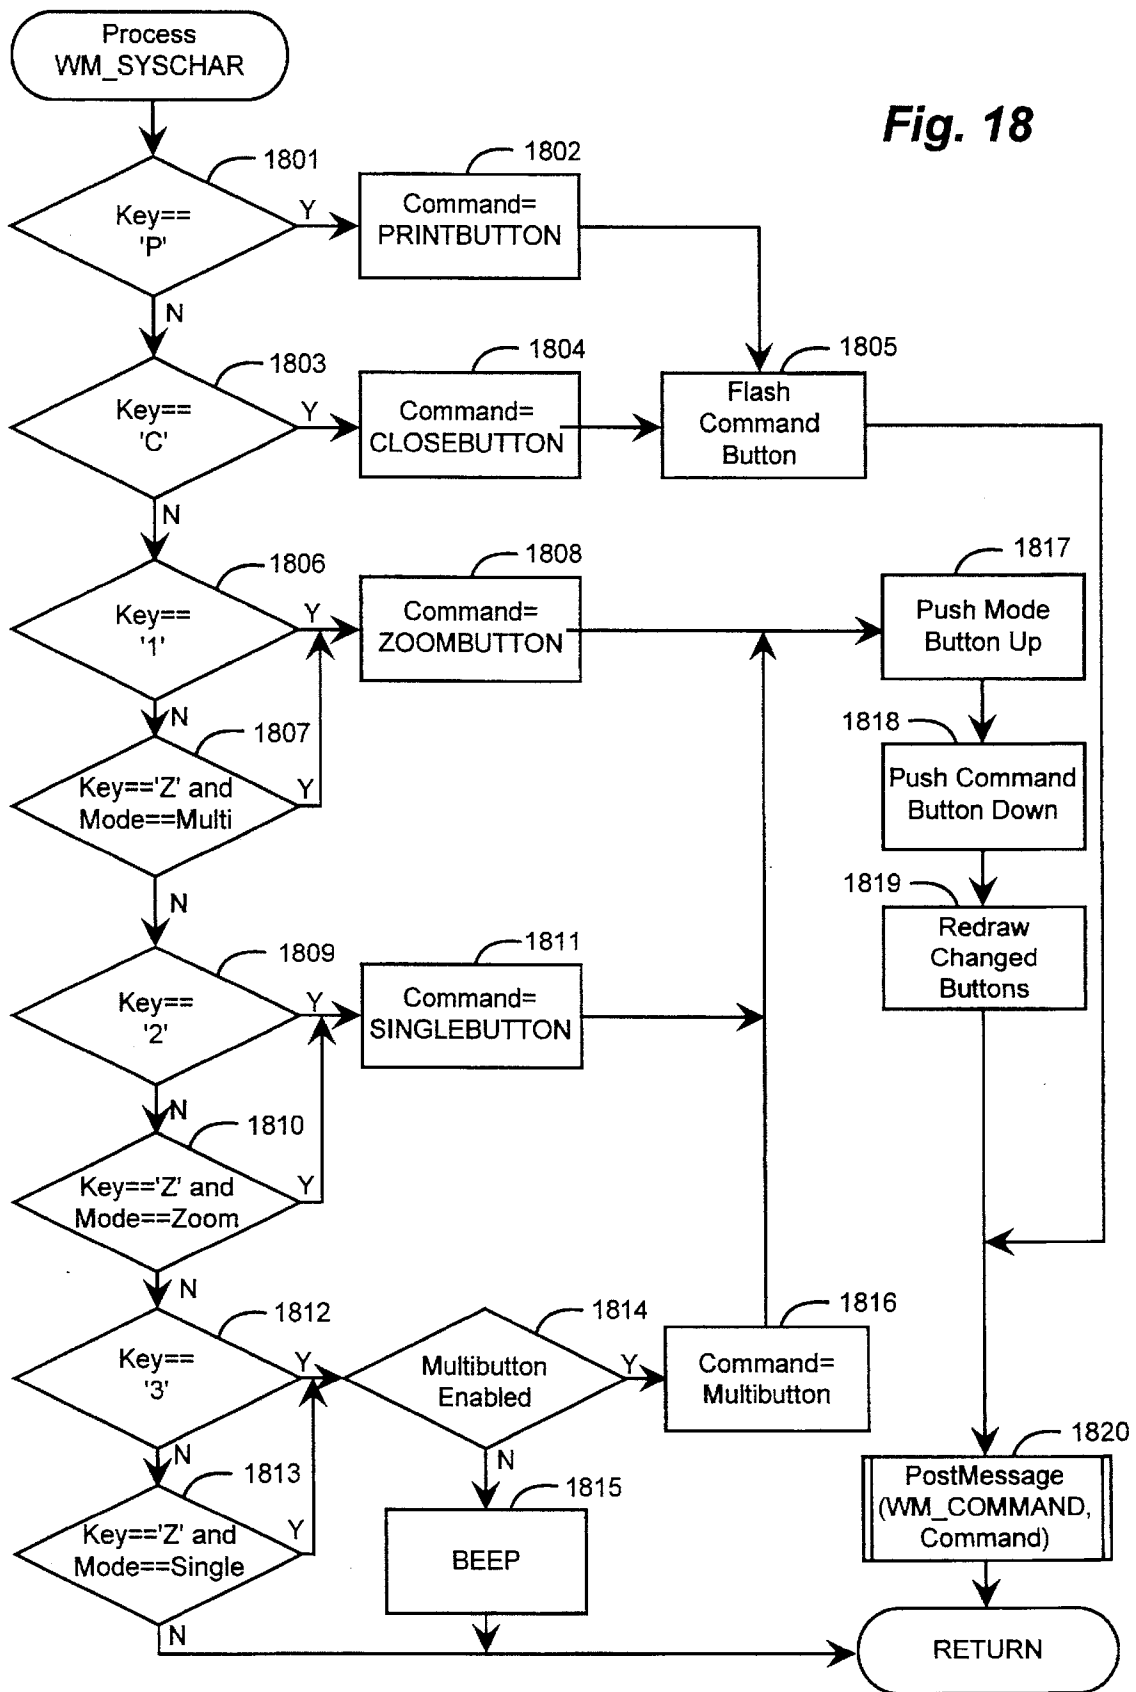 Process
WM_SYSCHAR
Fig. 18
1801
Key==
'P'
Y
N
1802
Command=
PRINTBUTTON
1803
Key==
'C'
Y
N
1804
Command=
CLOSEBUTTON
1805
Flash
Command
Button
1806
Key==
'1'
Y
N
1808
Command=
ZOOMBUTTON
1817
Push Mode
Button Up
1807
Key=='Z' and
Mode==Multi
Y
N
1818
Push Command
Button Down
1819
Redraw
Changed
Buttons
1809
Key==
'2'
Y
N
1811
Command=
SINGLEBUTTON
1810
Key=='Z' and
Mode==Zoom
Y
N
1812
Key==
'3'
Y
N
1814
Multibutton
Enabled
Y
N
1816
Command=
Multibutton
1813
Key=='Z' and
Mode==Single
Y
N
1815
BEEP
1820
PostMessage
(WM_COMMAND,
Command)
RETURN